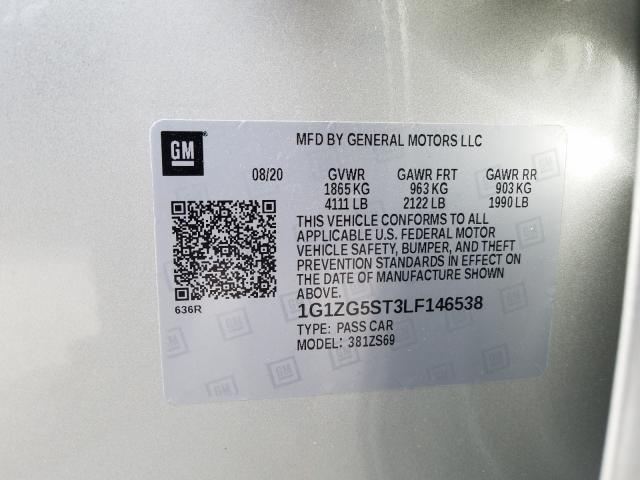 GM
MFD BY GENERAL MOTORS LLC
08/20 GVWR GAWR FRT GAWR RR
1865 KG 963 KG 903 KG
4111 LB 2122 LB 1990 LB
THIS VEHICLE CONFORMS TO ALL
APPLICABLE U.S. FEDERAL MOTOR
VEHICLE SAFETY, BUMPER, AND THEFT
PREVENTION STANDARDS IN EFFECT ON
THE DATE OF MANUFACTURE SHOWN
ABOVE.
636R
1G1ZG5ST3LF146538
TYPE: PASS CAR
MODEL: 381ZS69